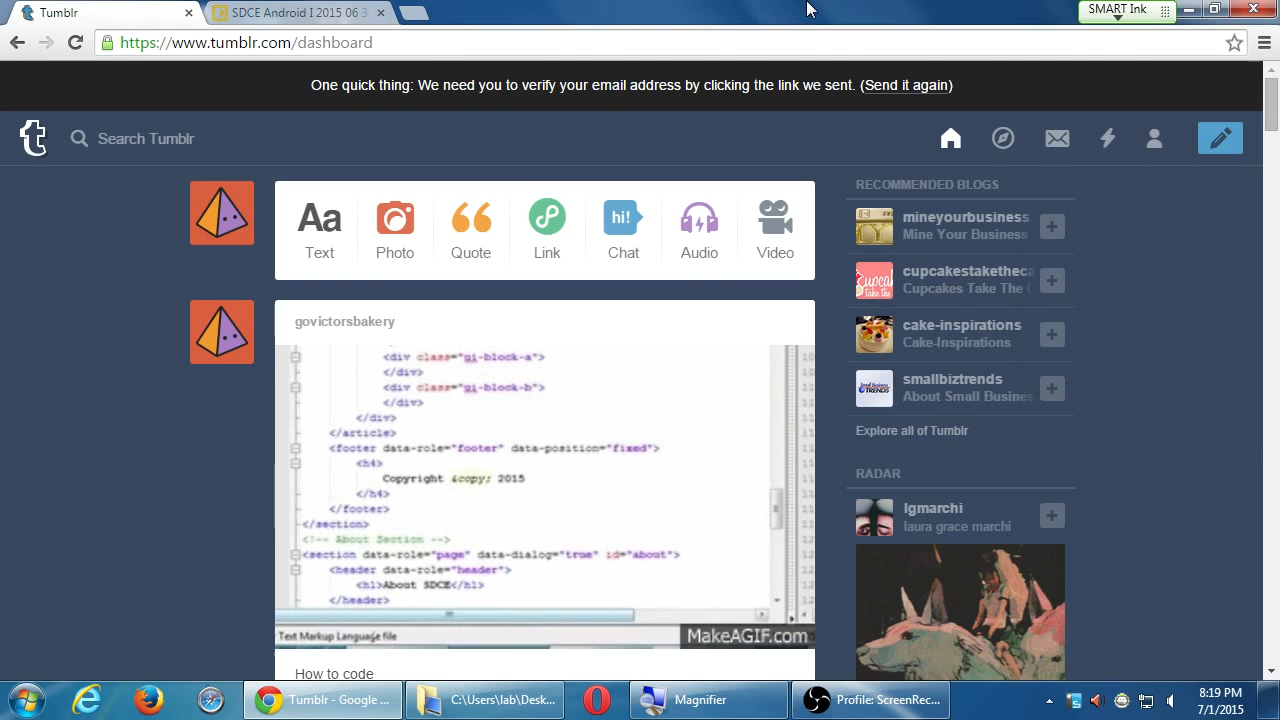 Tumblr
SDCE Android I 2015 06 3
SMART Ink
https://www.tumblr.com/dashboard
One quick thing: We need you to verify your email address by clicking the link we sent. (Send it again)
Search Tumblr
Aa
hi!
Text
Photo
Quote
Link
Chat
Audio
Video
RECOMMENDED BLOGS
mineyourbusiness
Mine Your Business
cupcakestaketheca
Cupcakes Take The C
cake-inspirations
Cake-Inspirations
smallbiztrends
About Small Busines
Explore all of Tumblr
RADAR
lgmarchi
laura grace marchi
govictorsbakery
<div class="gi-block-a">
</div>
<div class="gi-block-b">
</div>
</div>
</article>
<footer data-role="footer" data-position="fixed">
<h4>
Copyright &copy; 2015
</h4>
</footer>
</section>
<!-- About Section -->
<section data-role="page" data-dialog="true" id="about">
<header data-role="header">
<h1>About SDCE</h1>
</header>
Text Markup Language file
MakeAGIF.com
How to code
Tumblr - Google ...
C:\Users\lab\Desk...
Magnifier
Profile: ScreenRec...
8:19 PM
7/1/2015